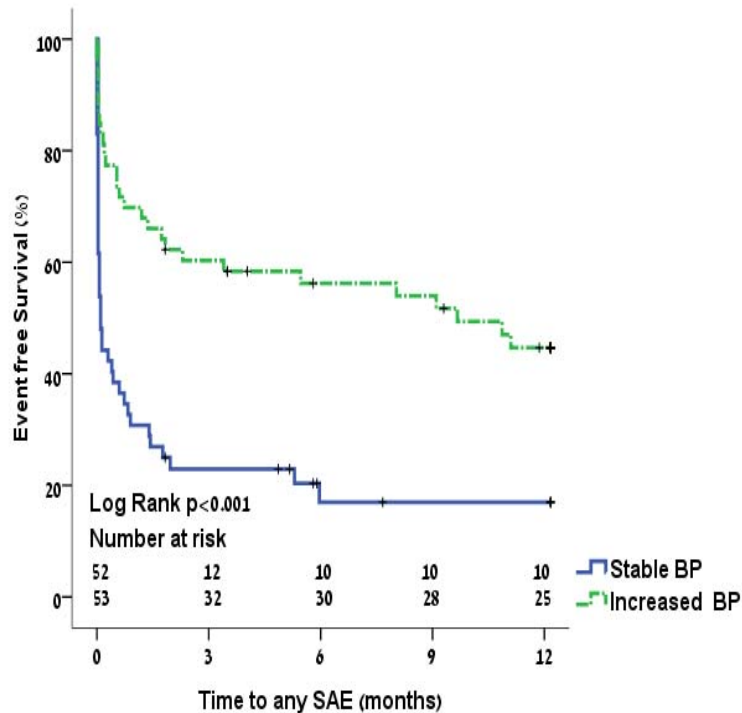 100
80
60
40
20
0
Eventfree Survival (%)
Log Rank p<0.001
Number at risk
52 12 10 10 10
53 32 30 28 25
Stable BP
Increased BP
0 3 6 9 12
Time to any SAE (months)